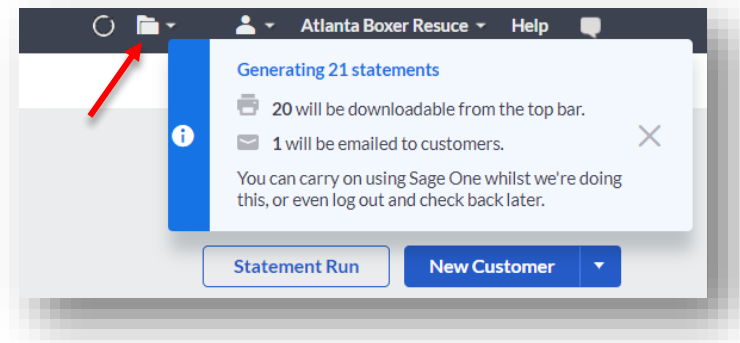 Atlanta Boxer Resuce Help
Generating 21 statements
20 will be downloadable from the top bar.
1 will be emailed to customers.
You can carry on using Sage One whilst we're doing
this, or even log out and check back later.
Statement Run New Customer